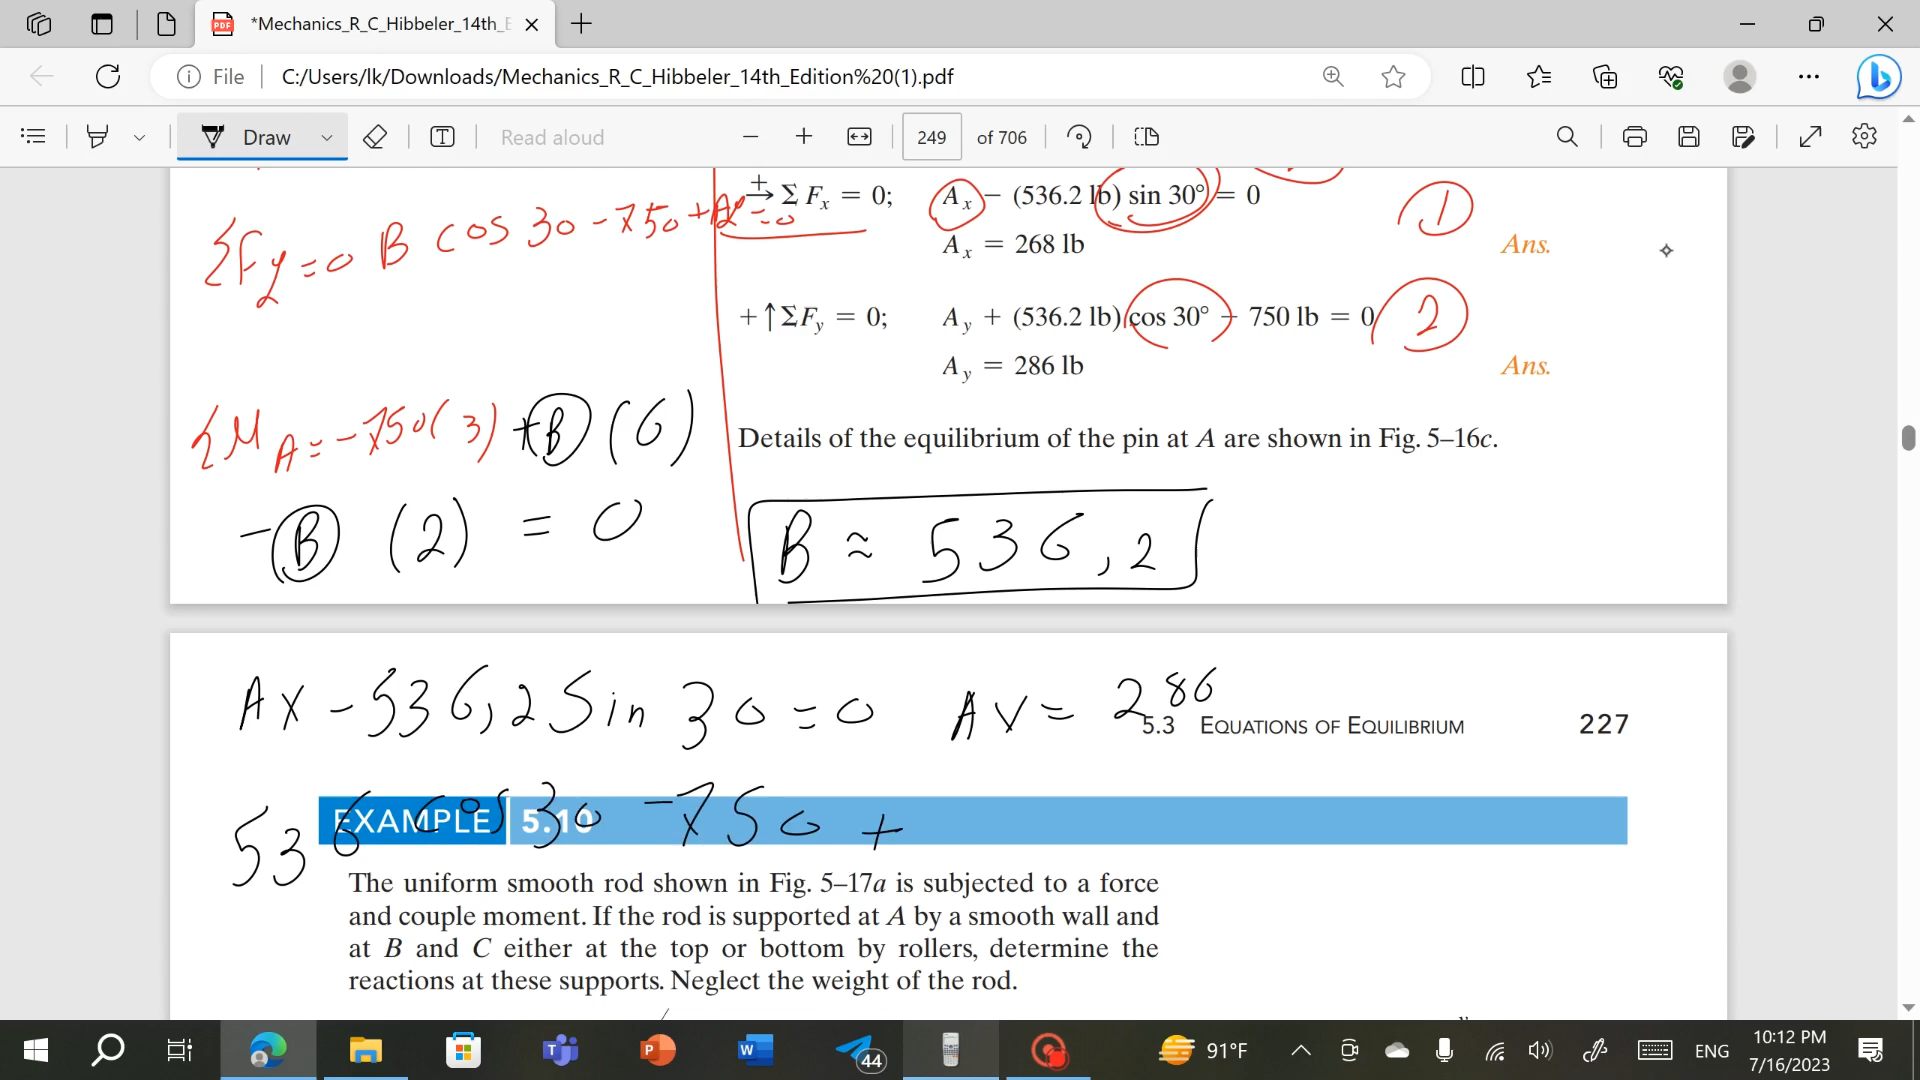 *Mechanics_R_C_Hibbeler_14th_E
File C:/Users/lk/Downloads/Mechanics_R_C_Hibbeler_14th_Edition%20(1).pdf
Draw Read aloud 249 of 706
ΣFy=0 B cos 30 -750+Ay=0
+→ Σ Fx = 0; Ax − (536.2 lb) sin 30° = 0 1
Ax = 268 lb Ans.
+↑ΣFy = 0; Ay + (536.2 lb) cos 30° − 750 lb = 0 2
Ay = 286 lb Ans.
ΣMA=-750(3) +B (6)
-B (2) = 0
Details of the equilibrium of the pin at A are shown in Fig. 5–16c.
B ≈ 536,2
AX -536,2 Sin 30=0 AV= 286
5.3 EQUATIONS OF EQUILIBRIUM 227
536 cos 30 -750 +
EXAMPLE 5.10
The uniform smooth rod shown in Fig. 5–17a is subjected to a force
and couple moment. If the rod is supported at A by a smooth wall and
at B and C either at the top or bottom by rollers, determine the
reactions at these supports. Neglect the weight of the rod.
44 91°F ENG 10:12 PM
7/16/2023